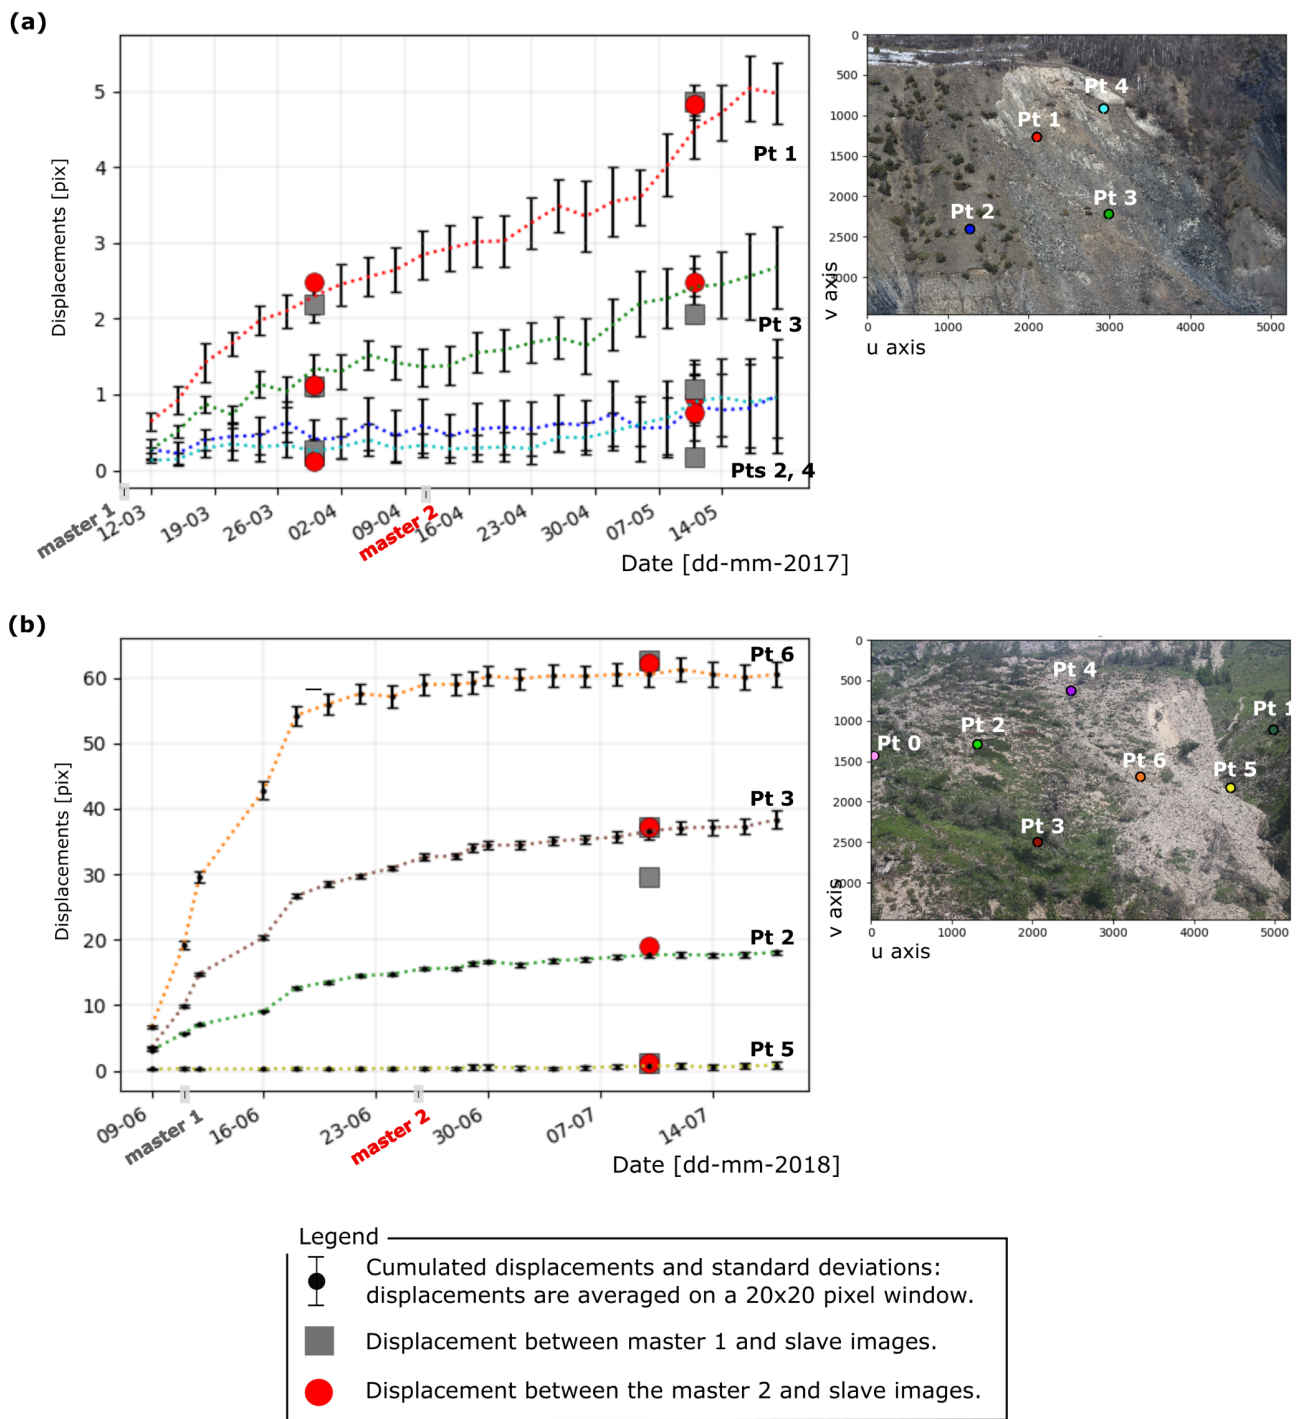 (a)
Displacements [pix]
5
4
3
2
1
0
Pt 1
Pt 3
Pts 2, 4
master 1
12-03
19-03
26-03
02-04
09-04
master 2
16-04
23-04
30-04
07-05
14-05
Date [dd-mm-2017]
0
500
1000
1500
2000
2500
3000
v axis
Pt 4
Pt 1
Pt 3
Pt 2
0 1000 2000 3000 4000 5000
u axis
(b)
Displacements [pix]
60
50
40
30
20
10
0
Pt 6
Pt 3
Pt 2
Pt 5
09-06
master 1
16-06
23-06
master 2
30-06
07-07
14-07
Date [dd-mm-2018]
0
500
1000
1500
2000
2500
v axis
Pt 4
Pt 1
Pt 2
Pt 0
Pt 6
Pt 5
Pt 3
0 1000 2000 3000 4000 5000
u axis
Legend
Cumulated displacements and standard deviations:
displacements are averaged on a 20x20 pixel window.
Displacement between master 1 and slave images.
Displacement between the master 2 and slave images.